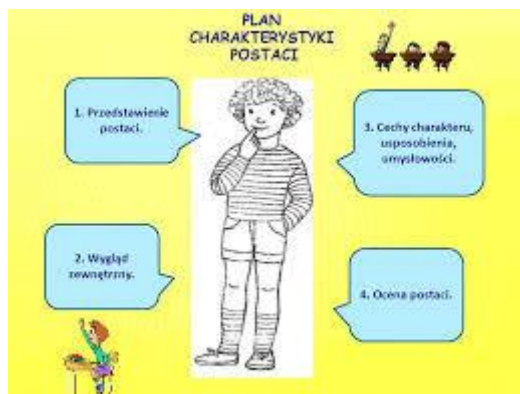 PLAN
CHARAKTERYSTYKI
POSTACI
1. Przedstawienie
postaci.
2. Wygląd
zewnętrzny.
3. Cechy charakteru,
usposobienia,
umysłowości.
4. Ocena postaci.